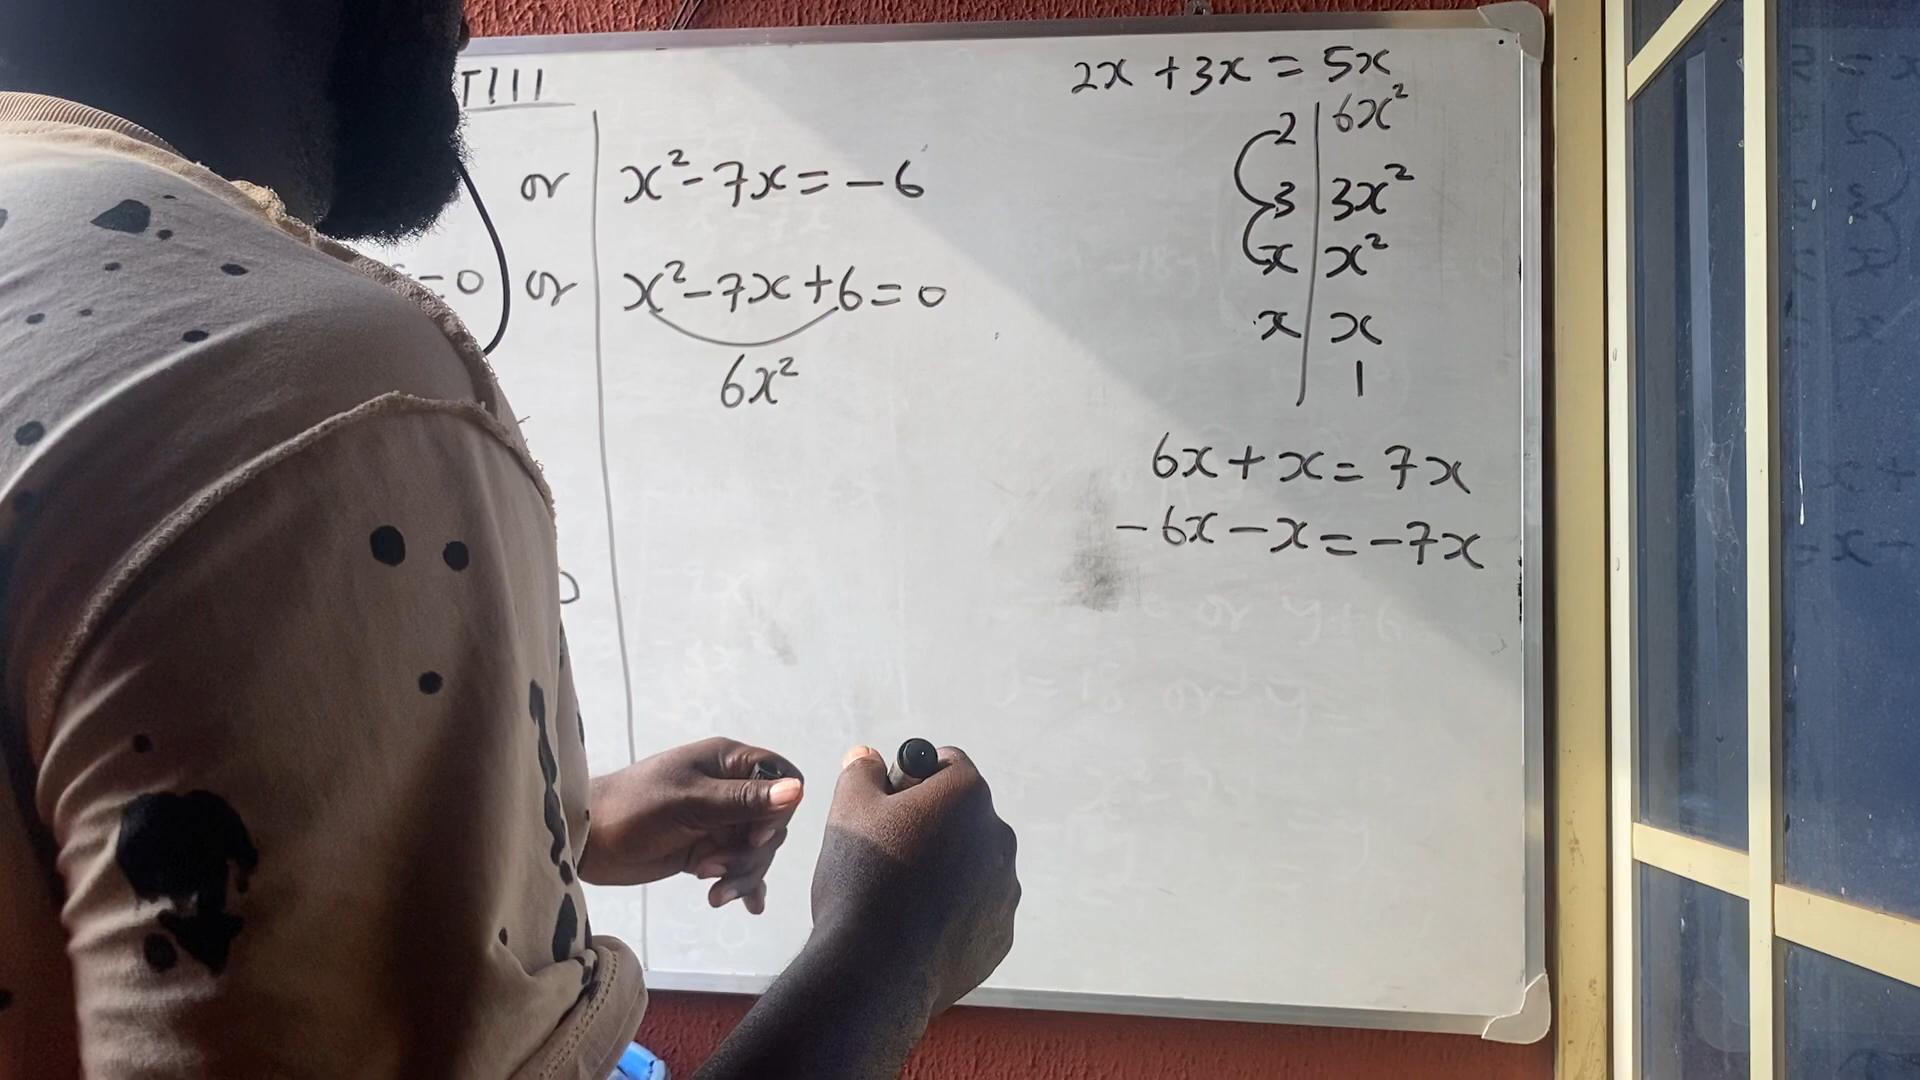 T!!!
or x² - 7x = -6
=0 or x² - 7x + 6 = 0
6x²
2x + 3x = 5x
2 | 6x²
3 | 3x²
x | x²
x | x
1
6x + x = 7x
-6x - x = -7x